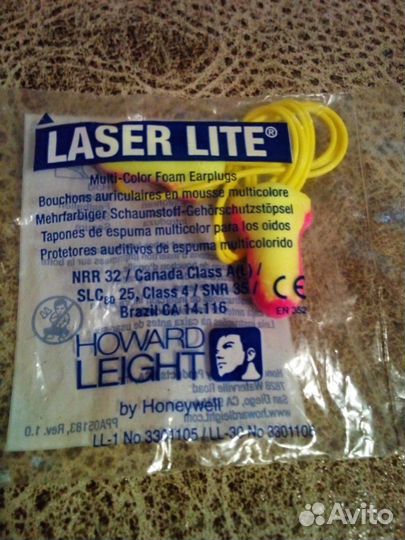 LASER LITE®
Multi-Color Foam Earplugs
Bouchons auriculaires en mousse multicolore
Mehrfarbiger Schaumstoff-Gehörschutzstöpsel
Tapones de espuma multicolor para los oídos
Protetores auditivos de espuma multicolorido
NRR 32 / Canada Class A(L) /
SLC80 25, Class 4 / SNR 35 /
Brazil CA 14.116
CE
EN 352
HOWARD
LEIGHT
by Honeywell
7828 Waterville Road
San Diego, CA
www.howardleight.com
PPA05183, Rev. 1.0
LL-1 No 3301105 / LL-30 No 3301106
Avito